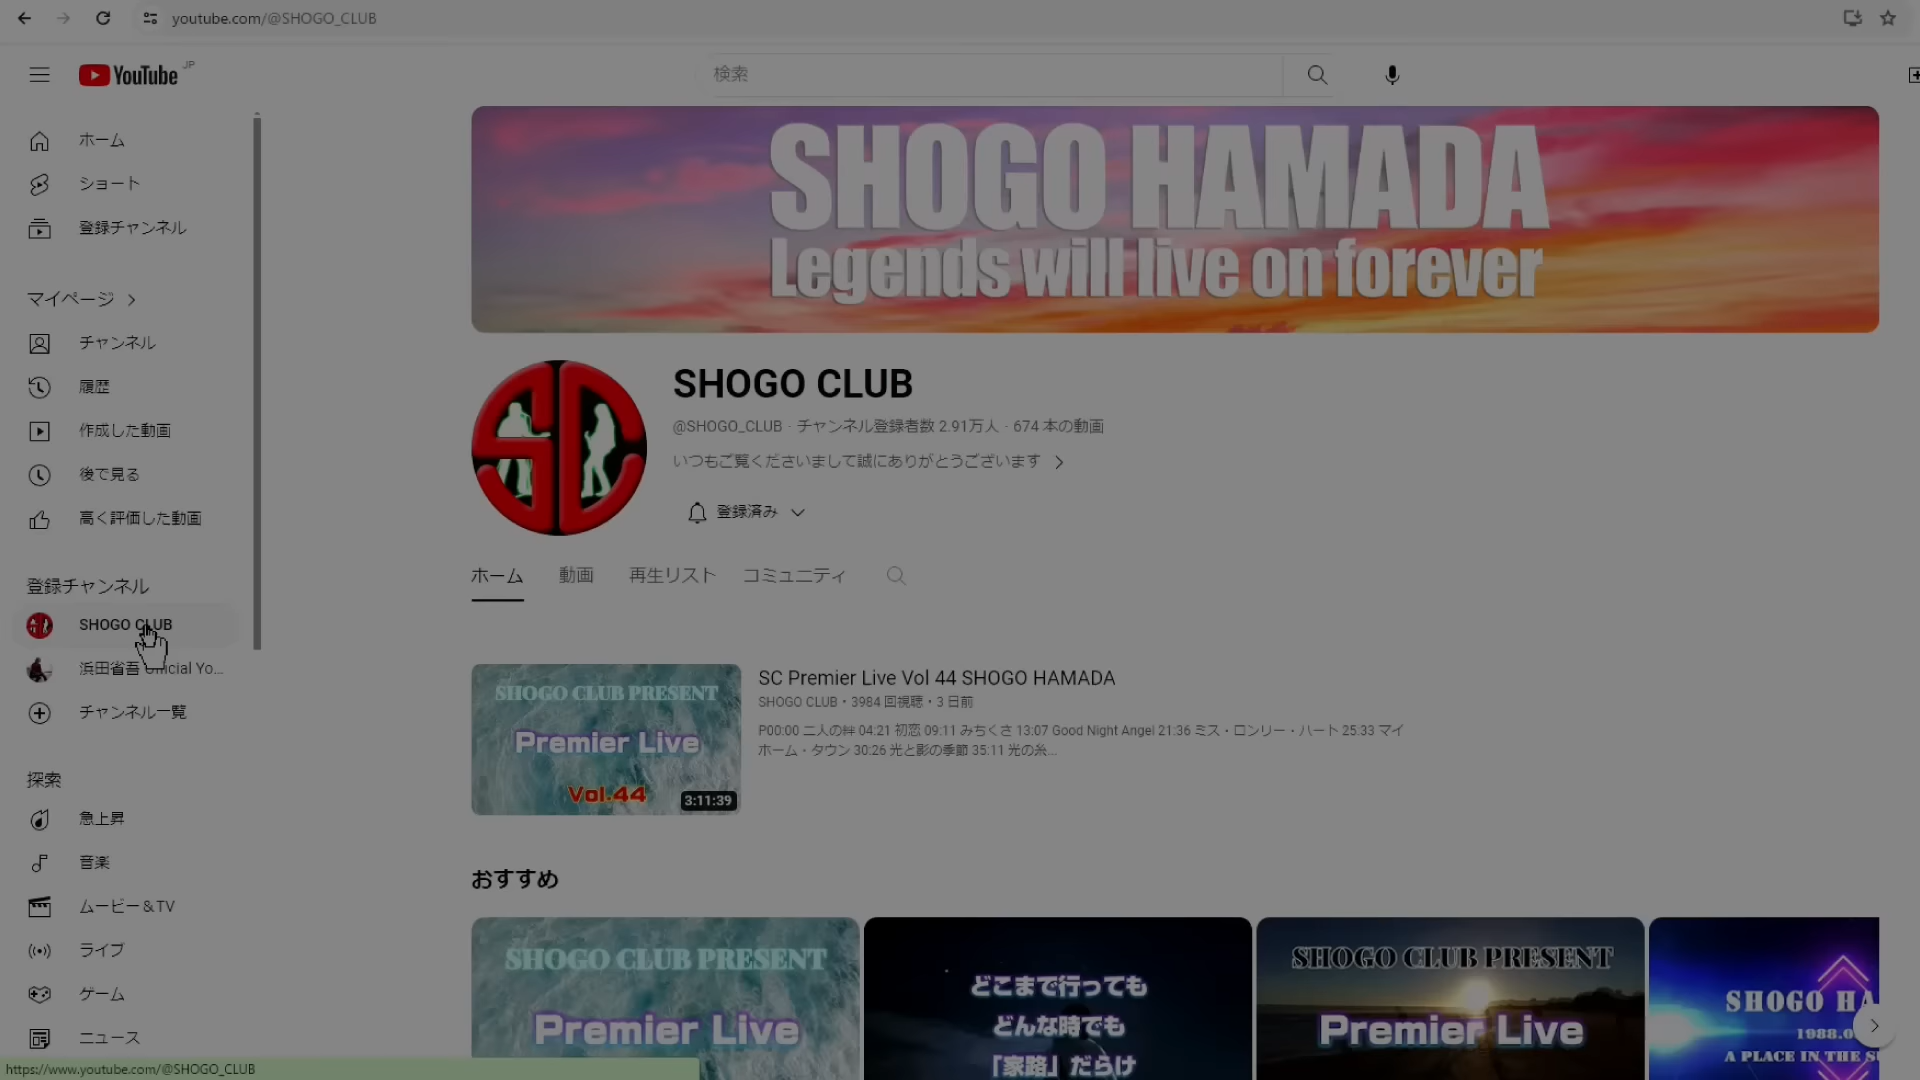 youtube.com/@SHOGO_CLUB
YouTube JP
検索
ホーム
ショート
登録チャンネル
マイページ
チャンネル
履歴
作成した動画
後で見る
高く評価した動画
登録チャンネル
SHOGO CLUB
浜田省吾 Official Yo...
チャンネル一覧
探索
急上昇
音楽
ムービー＆TV
ライブ
ゲーム
ニュース
https://www.youtube.com/@SHOGO_CLUB
SHOGO HAMADA
Legends will live on forever
SHOGO CLUB
@SHOGO_CLUB · チャンネル登録者数 2.91万人 · 674 本の動画
いつもご覧くださいまして誠にありがとうございます
登録済み
ホーム 動画 再生リスト コミュニティ
SHOGO CLUB PRESENT
Premier Live
Vol.44
3:11:39
SC Premier Live Vol 44 SHOGO HAMADA
SHOGO CLUB・3984 回視聴・3 日前
P00:00 二人の絆 04:21 初恋 09:11 みちくさ 13:07 Good Night Angel 21:36 ミス・ロンリー・ハート 25:33 マイ
ホーム・タウン 30:26 光と影の季節 35:11 光の糸...
おすすめ
SHOGO CLUB PRESENT
Premier Live
どこまで行っても
どんな時でも
「家路」だらけ
SHOGO CLUB PRESENT
Premier Live
SHOGO HA
1988.0
A PLACE IN THE S